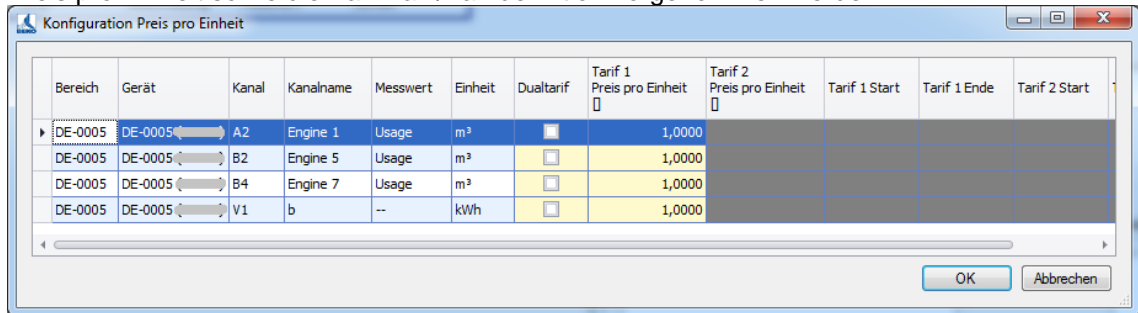 Konfiguration Preis pro Einheit
Bereich Gerät Kanal Kanalname Messwert Einheit Dualtarif Tarif 1 Preis pro Einheit [] Tarif 2 Preis pro Einheit [] Tarif 1 Start Tarif 1 Ende Tarif 2 Start
DE-0005 DE-0005 ( ) A2 Engine 1 Usage m³ 1,0000
DE-0005 DE-0005 ( ) B2 Engine 5 Usage m³ 1,0000
DE-0005 DE-0005 ( ) B4 Engine 7 Usage m³ 1,0000
DE-0005 DE-0005 ( ) V1 b -- kWh 1,0000
OK Abbrechen